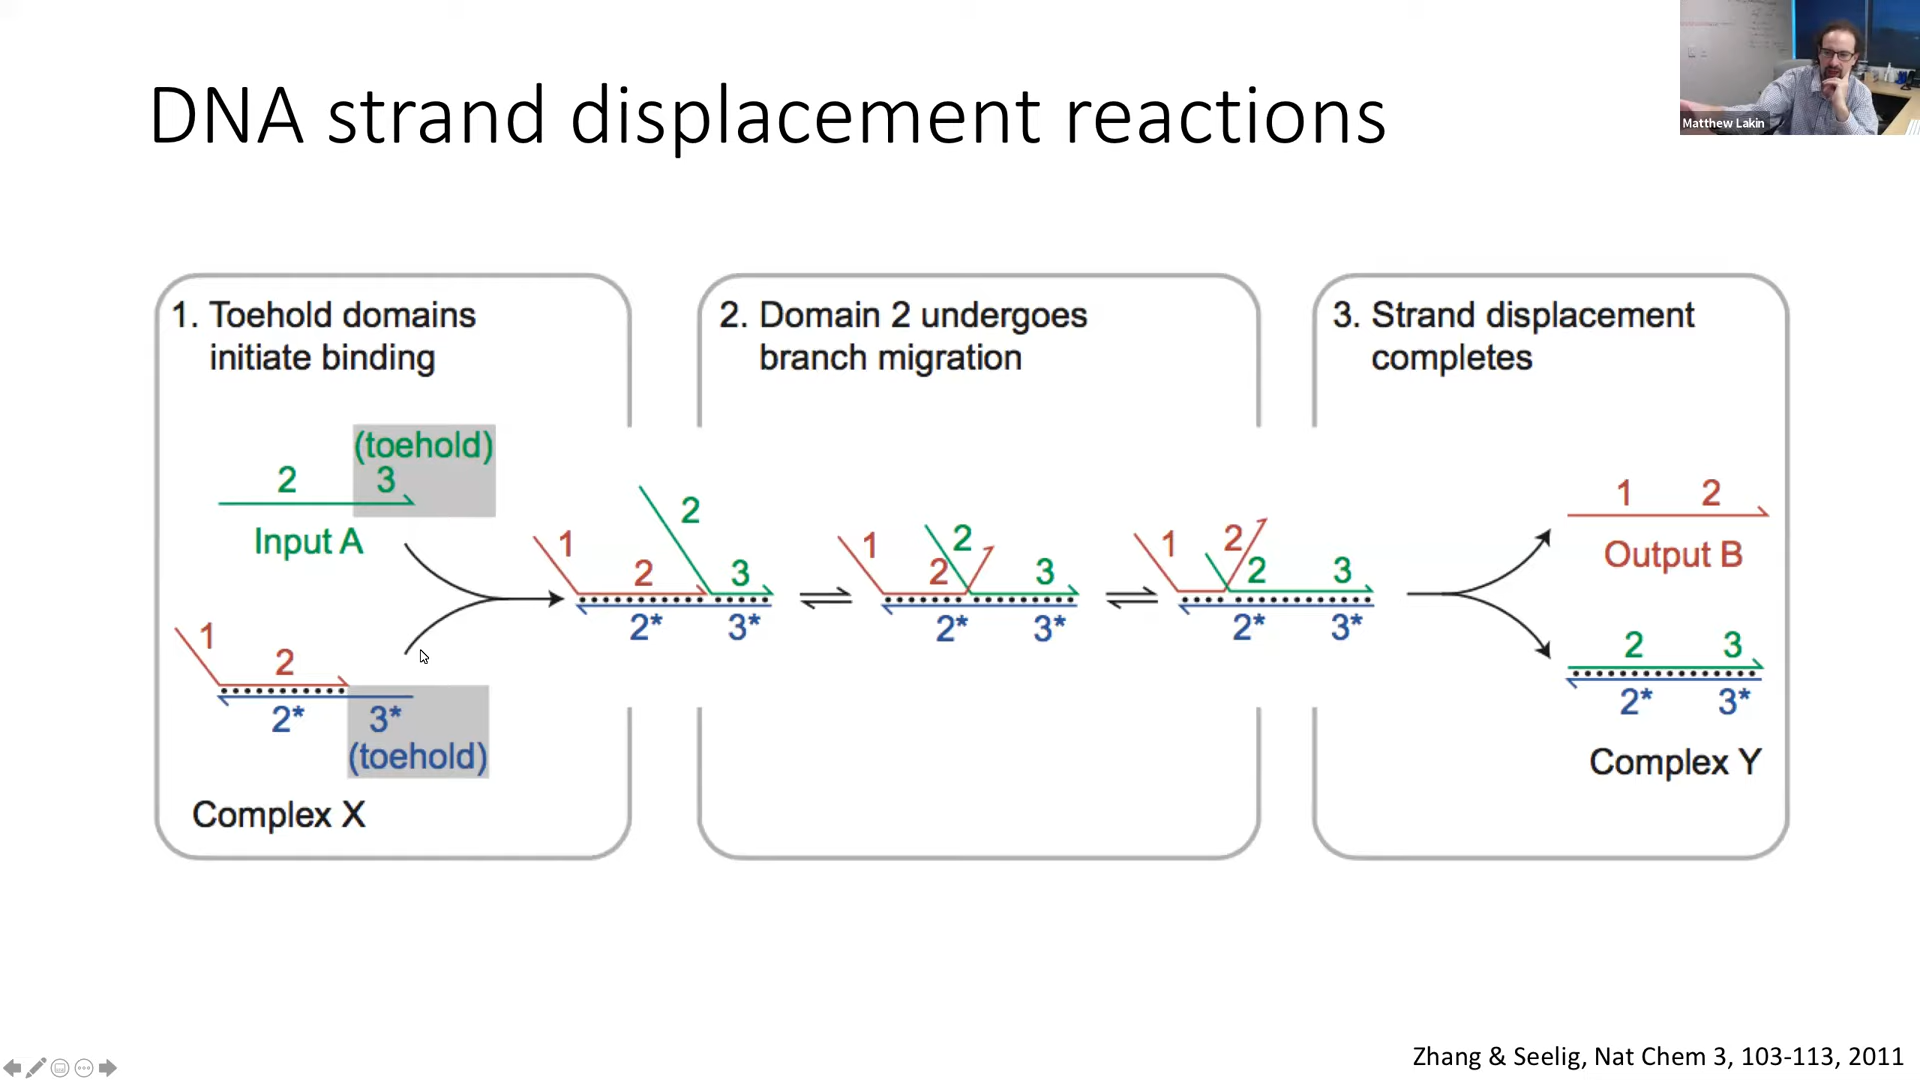 DNA strand displacement reactions
Matthew Lakin
1. Toehold domains
initiate binding
(toehold)
2 3
Input A
1
2
2* 3*
(toehold)
Complex X
2. Domain 2 undergoes
branch migration
1 2 2 3
2* 3*
1 2 2 3
2* 3*
1 2 2 3
2* 3*
3. Strand displacement
completes
1 2
Output B
2 3
2* 3*
Complex Y
Zhang & Seelig, Nat Chem 3, 103-113, 2011